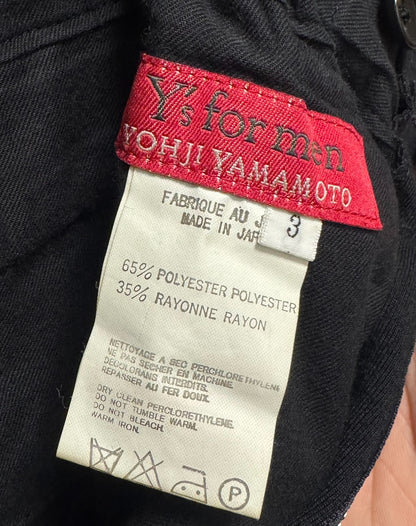 Y's for men
YOHJI YAMAMOTO
FABRIQUE AU J
MADE IN JAP
3
65% POLYESTER POLYESTER
35% RAYONNE RAYON
NETTOYAGE A SEC PERCHLORETHYLENE
NE PAS SECHER EN MACHINE.
DECOLORANS INTERDITS.
REPASSER AU FER DOUX.
DRY CLEAN PERCLORETHYLENE.
DO NOT TUMBLE WARM.
DO NOT BLEACH.
WARM IRON.
P